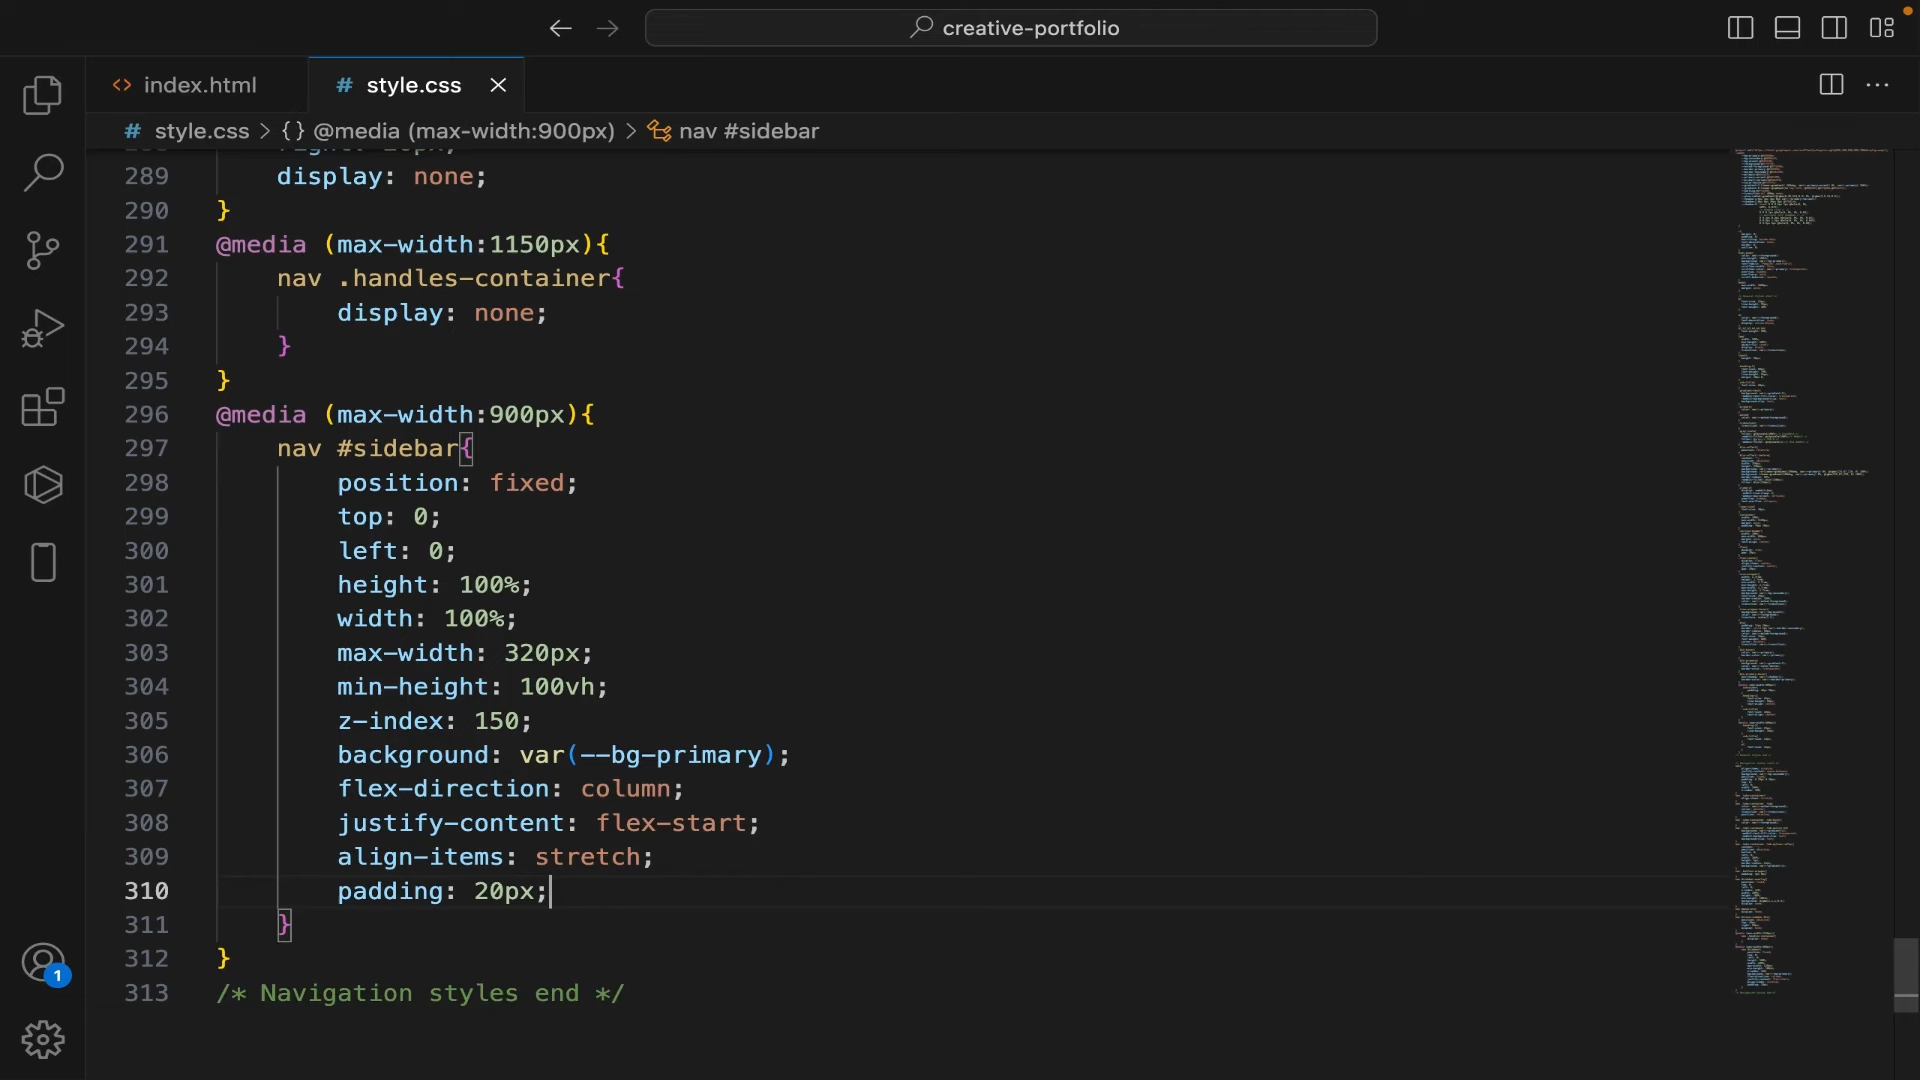 creative-portfolio
index.html
# style.css
# style.css > {} @media (max-width:900px) > nav #sidebar
289 display: none;
290 }
291 @media (max-width:1150px){
292 nav .handles-container{
293 display: none;
294 }
295 }
296 @media (max-width:900px){
297 nav #sidebar{
298 position: fixed;
299 top: 0;
300 left: 0;
301 height: 100%;
302 width: 100%;
303 max-width: 320px;
304 min-height: 100vh;
305 z-index: 150;
306 background: var(--bg-primary);
307 flex-direction: column;
308 justify-content: flex-start;
309 align-items: stretch;
310 padding: 20px;
311 }
312 }
313 /* Navigation styles end */
1